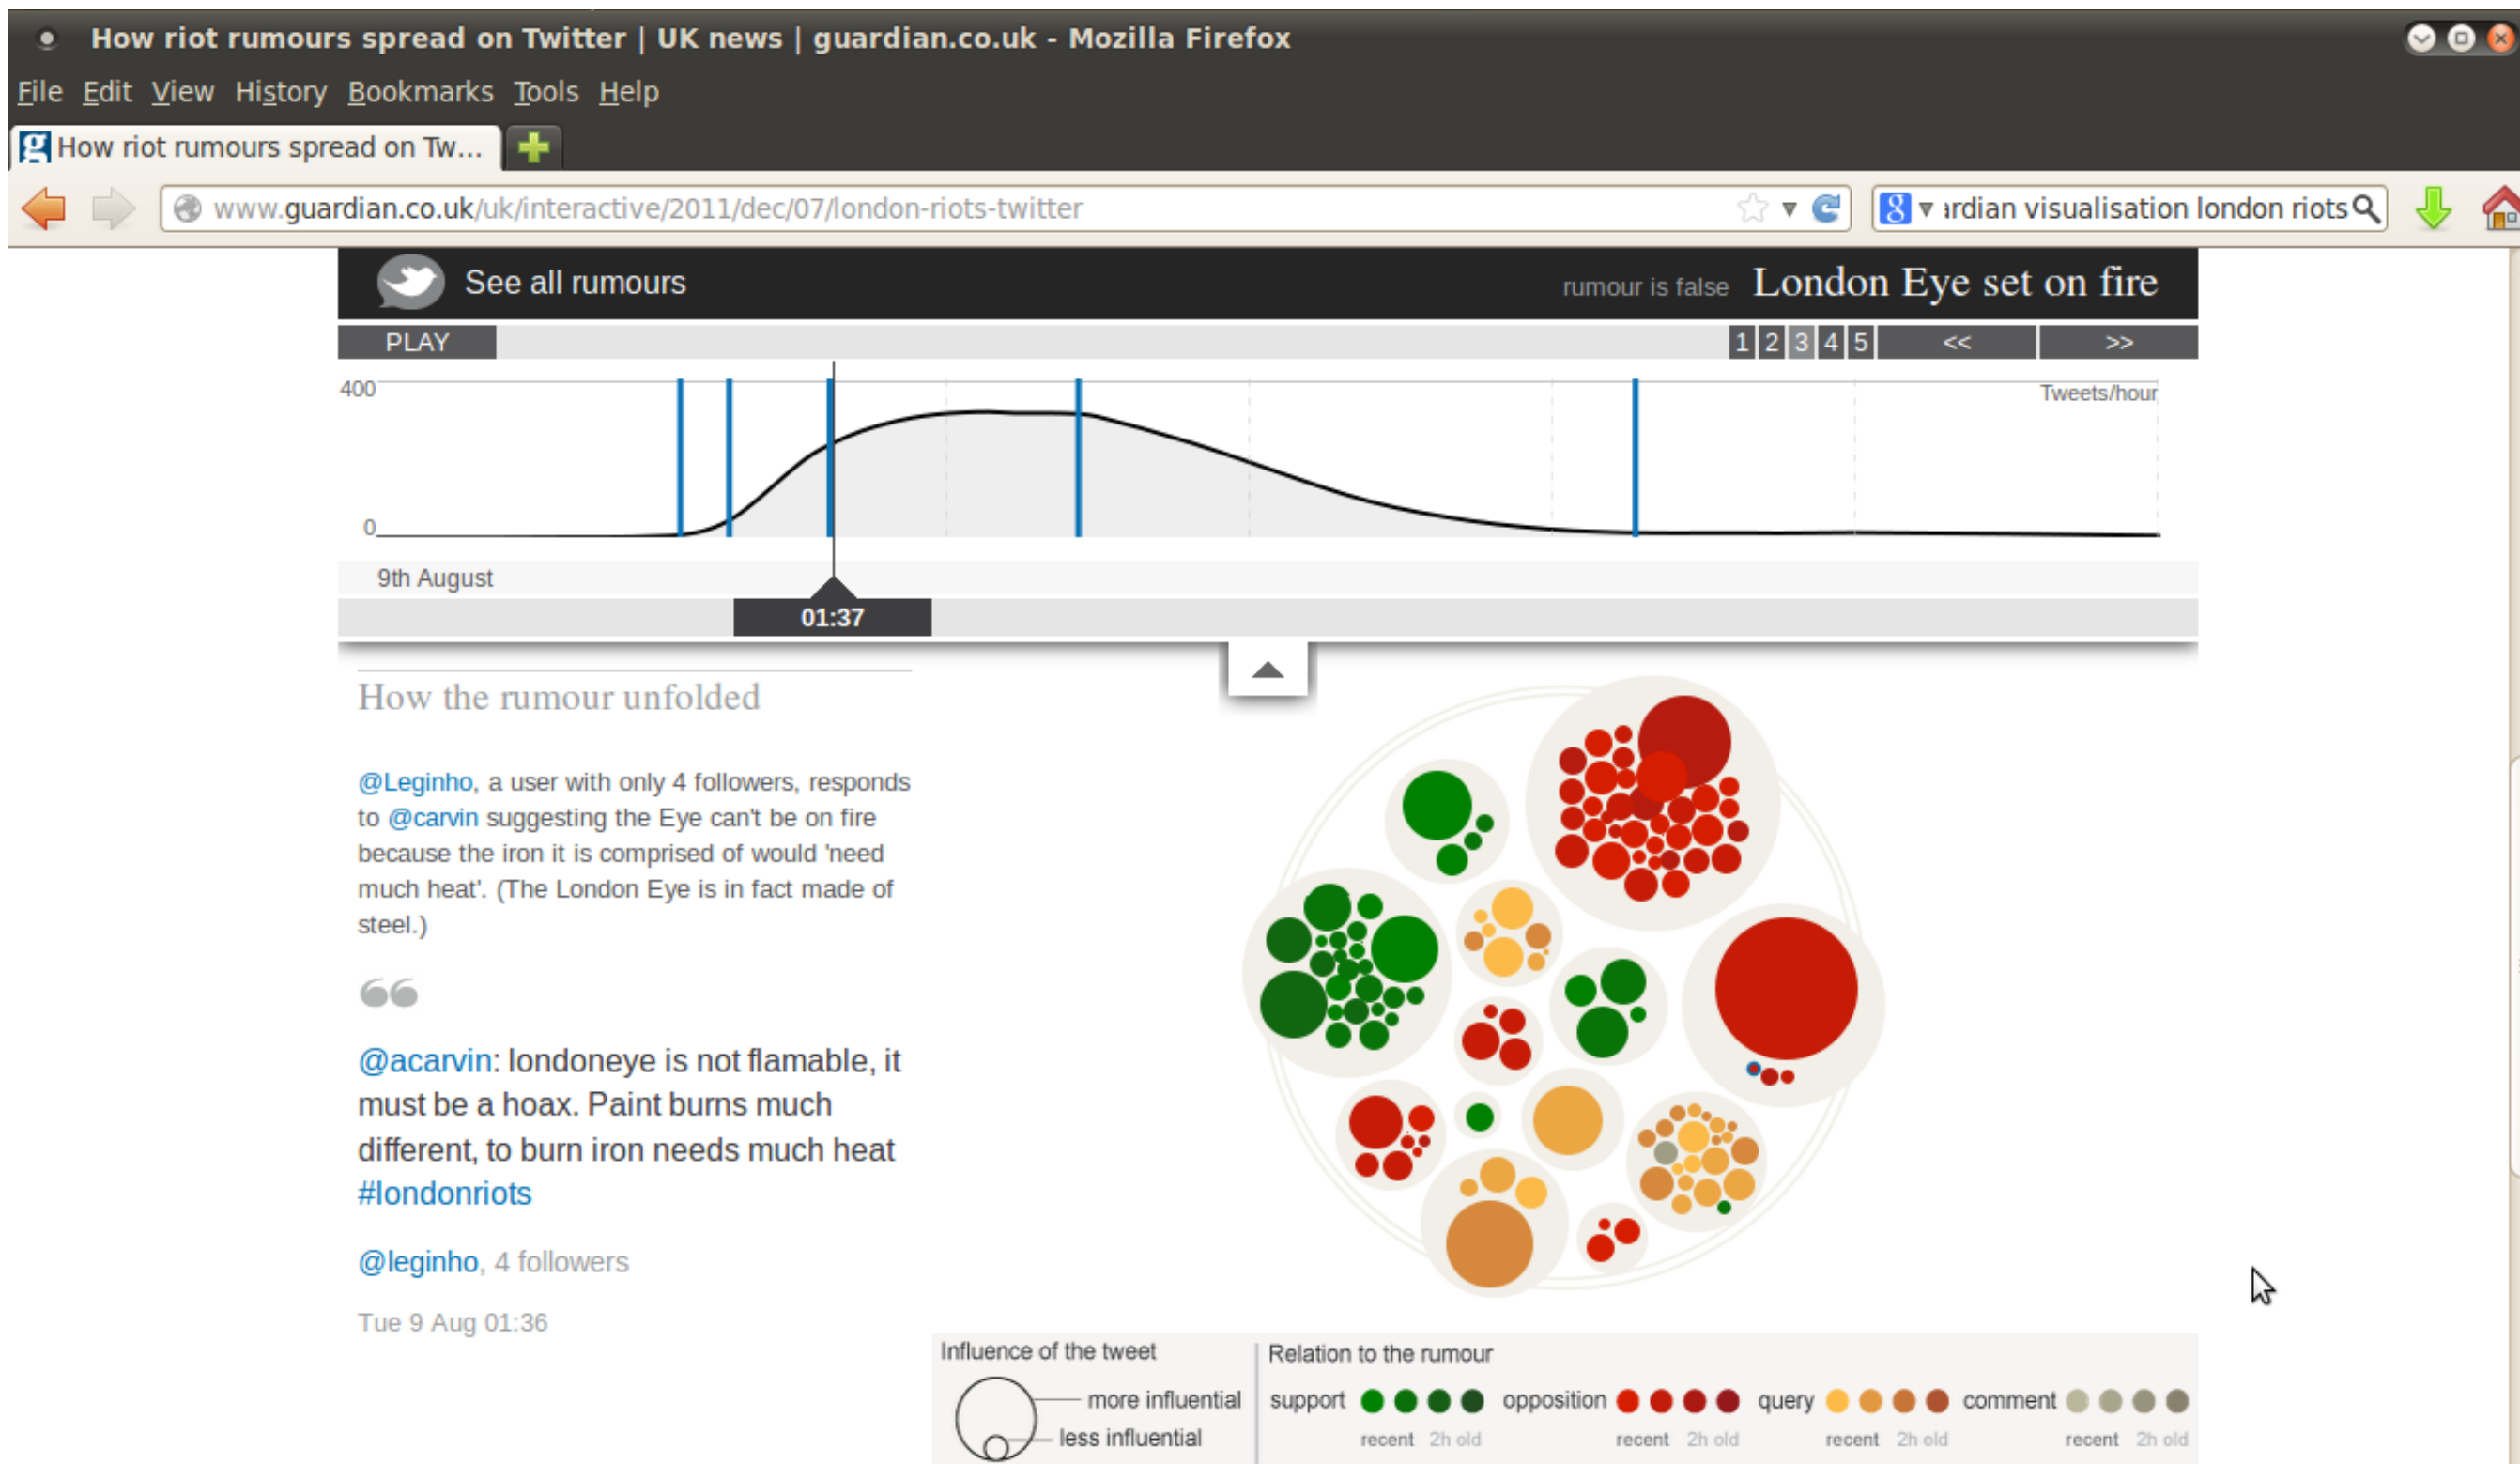 How riot rumours spread on Twitter | UK news | guardian.co.uk - Mozilla Firefox
File Edit View History Bookmarks Tools Help
g How riot rumours spread on Tw...
www.guardian.co.uk/uk/interactive/2011/dec/07/london-riots-twitter
8 ardian visualisation london riots
See all rumours
rumour is false London Eye set on fire
PLAY
1 2 3 4 5 << >>
400
Tweets/hour
0
9th August
01:37
How the rumour unfolded
@Leginho, a user with only 4 followers, responds
to @carvin suggesting the Eye can't be on fire
because the iron it is comprised of would 'need
much heat'. (The London Eye is in fact made of
steel.)
@acarvin: londoneye is not flamable, it
must be a hoax. Paint burns much
different, to burn iron needs much heat
#londonriots
@leginho, 4 followers
Tue 9 Aug 01:36
Influence of the tweet
more influential
less influential
Relation to the rumour
support opposition query comment
recent 2h old recent 2h old recent 2h old recent 2h old